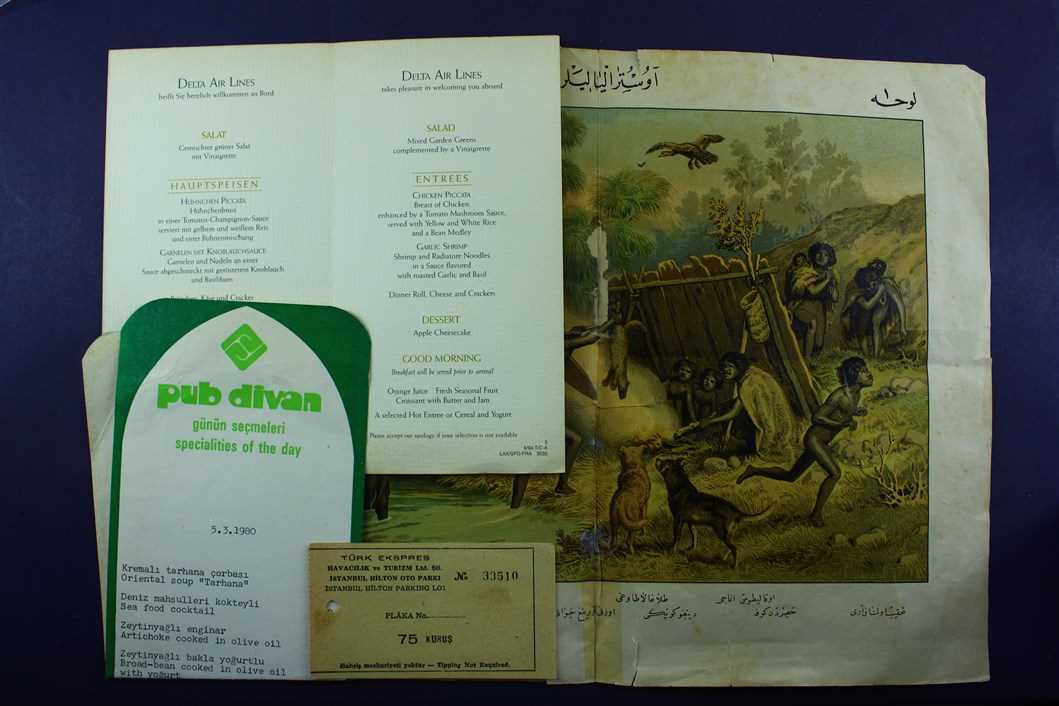 DELTA AIR LINES
heißt Sie herzlich willkommen an Bord
SALAT
Gemischter grüner Salat
mit Vinaigrette
HAUPTSPEISEN
HÜHNCHEN PICCATA
Hühnchenbrust
in einer Tomaten-Champignon-Sauce
serviert mit gelbem und weißem Reis
und einer Bohnenmischung
GARNELEN MIT KNOBLAUCHSAUCE
Garnelen und Nudeln an einer
Sauce abgeschmeckt mit geröstetem Knoblauch
und Basilikum
Käse und Cracker
DELTA AIR LINES
takes pleasure in welcoming you aboard
SALAD
Mixed Garden Greens
complemented by a Vinaigrette
ENTREES
CHICKEN PICCATA
Breast of Chicken
enhanced by a Tomato Mushroom Sauce,
served with Yellow and White Rice
and a Bean Medley
GARLIC SHRIMP
Shrimp and Radiatore Noodles
in a Sauce flavored
with roasted Garlic and Basil
Dinner Roll, Cheese and Crackers
DESSERT
Apple Cheesecake
GOOD MORNING
Breakfast will be served prior to arrival
Orange Juice Fresh Seasonal Fruit
Croissant with Butter and Jam
A selected Hot Entree or Cereal and Yogurt
Please accept our apology if your selection is not available
لوحه ١
pub divan
günün seçmeleri
specialities of the day
5.3.1980
Kremalı tarhana çorbası
Oriental soup "Tarhana"
Deniz mahsulleri kokteyli
Sea food cocktail
Zeytinyağlı enginar
Artichoke cooked in olive oil
Zeytinyağlı bakla yoğurtlu
Broad-bean cooked in olive oil
with yogurt
TÜRK EKSPRES
HAVACILIK ve TURİZM Ltd. Şti.
İSTANBUL HİLTON OTO PARKI
İSTANBUL HILTON PARKING LOT
№ 33510
PLÂKA No.
75 KURUŞ
Bahşiş mecburiyeti yoktur — Tipping Not Required.